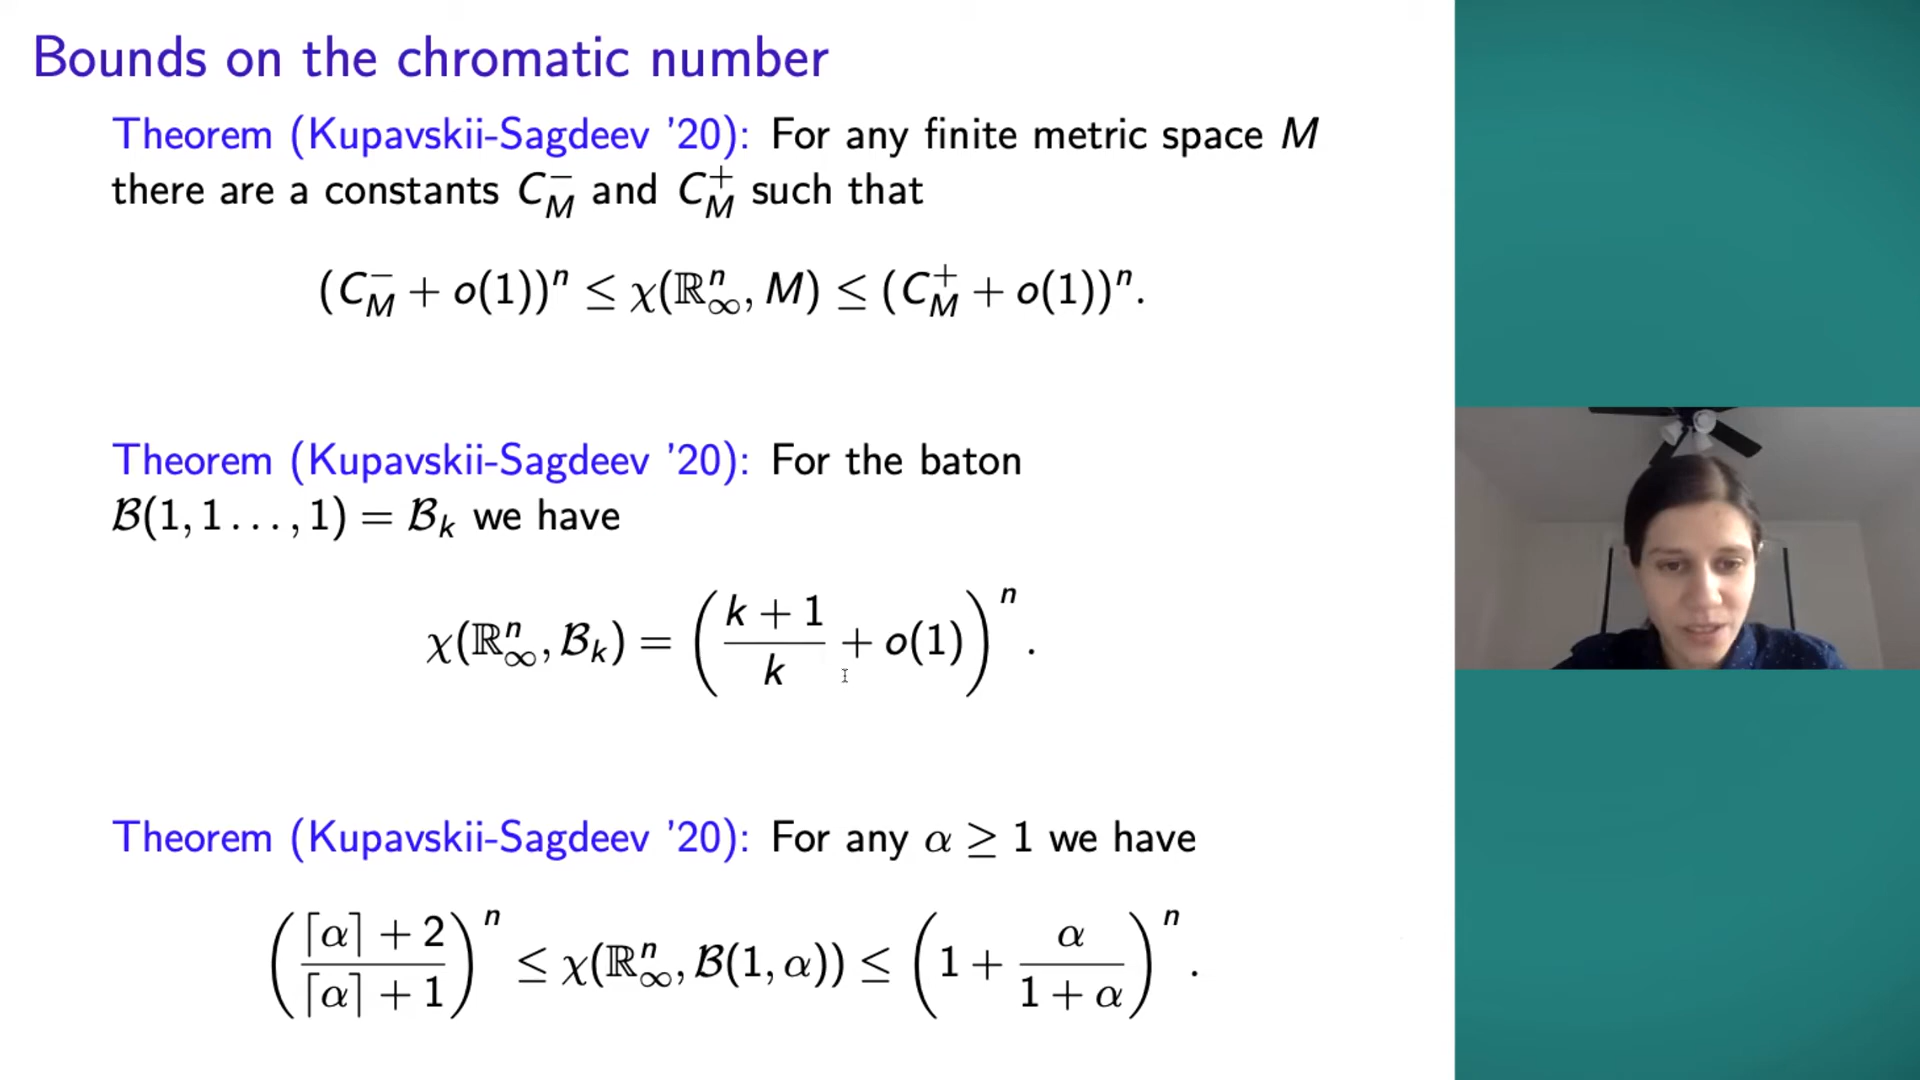 Bounds on the chromatic number
Theorem (Kupavskii-Sagdeev '20): For any finite metric space M
there are a constants C_M^- and C_M^+ such that
(C_M^- + o(1))^n ≤ χ(ℝ_∞^n, M) ≤ (C_M^+ + o(1))^n.
Theorem (Kupavskii-Sagdeev '20): For the baton
ℬ(1, 1 . . . , 1) = ℬ_k we have
χ(ℝ_∞^n, ℬ_k) = ((k + 1)/k + o(1))^n.
Theorem (Kupavskii-Sagdeev '20): For any α ≥ 1 we have
((⌈α⌉ + 2)/(⌈α⌉ + 1))^n ≤ χ(ℝ_∞^n, ℬ(1, α)) ≤ (1 + α/(1 + α))^n.